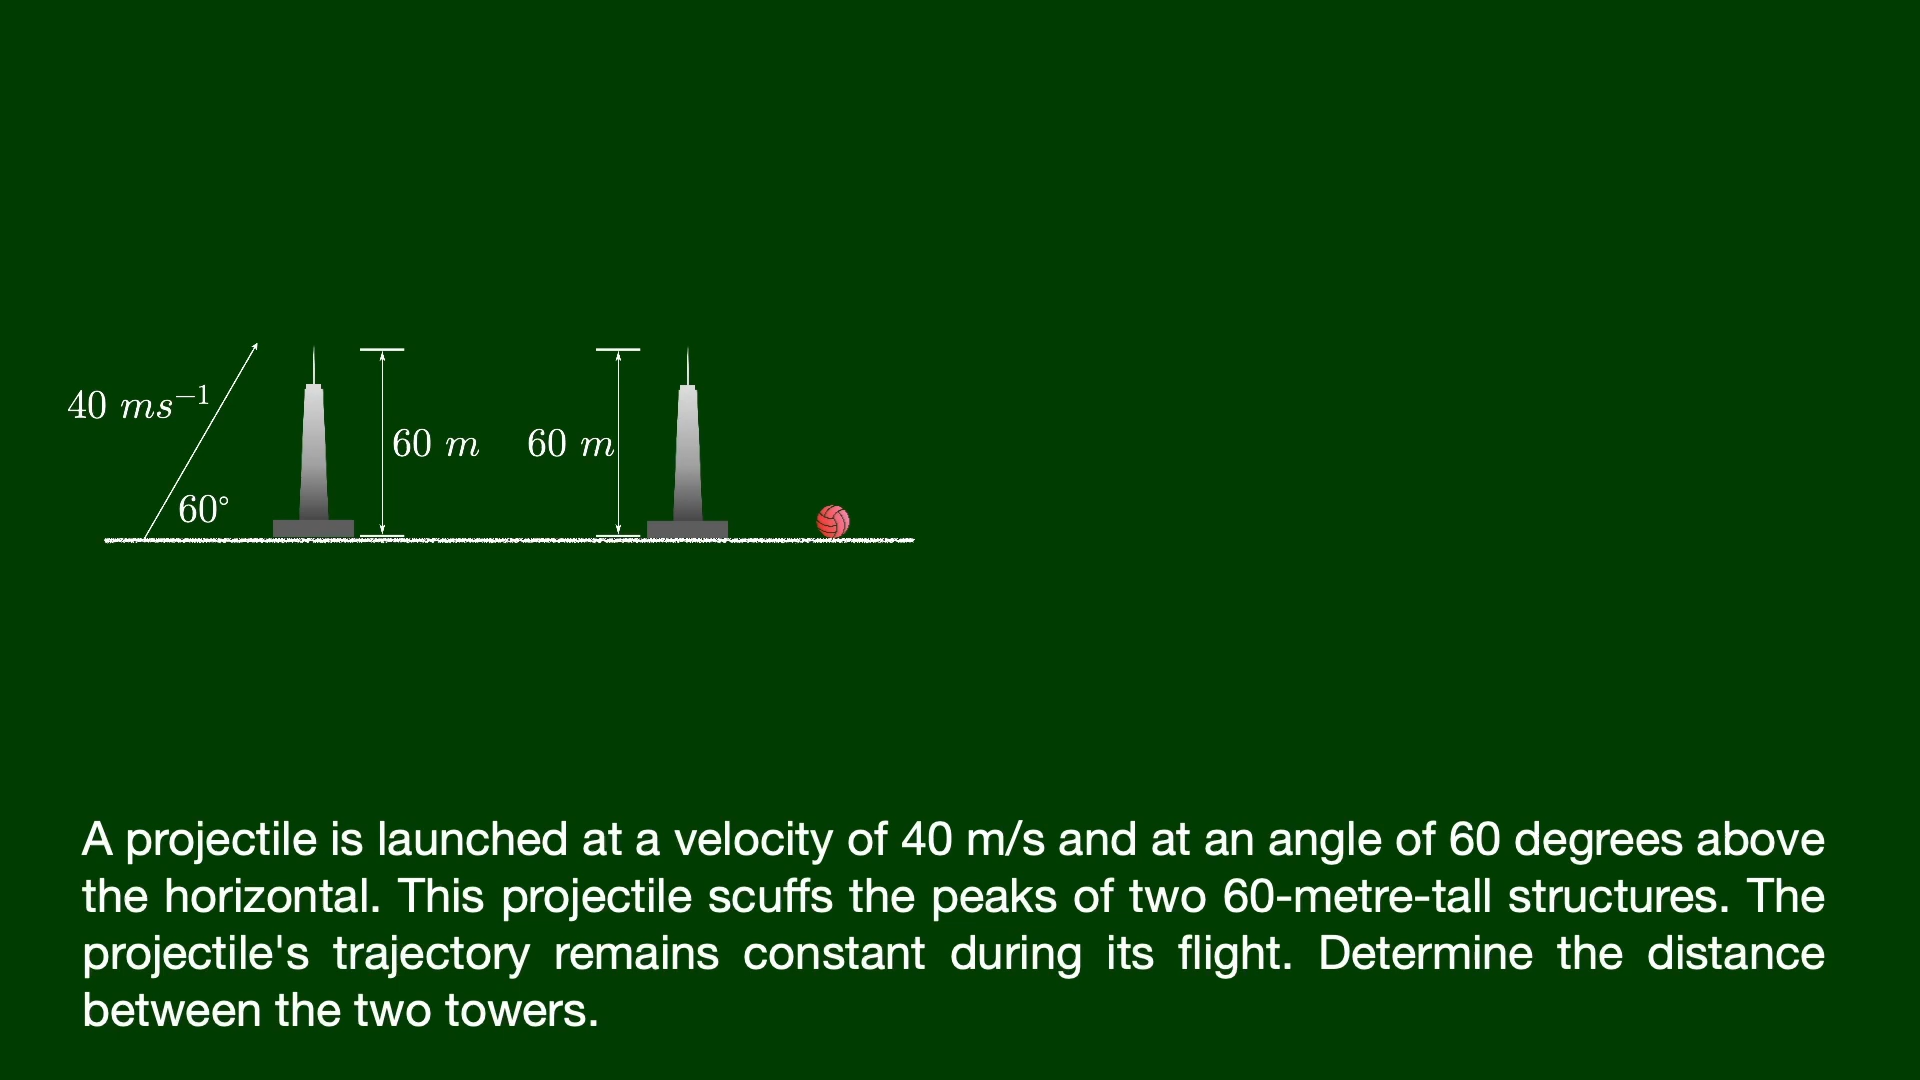 40 ms⁻¹
60 m 60 m
60°
A projectile is launched at a velocity of 40 m/s and at an angle of 60 degrees above
the horizontal. This projectile scuffs the peaks of two 60-metre-tall structures. The
projectile's trajectory remains constant during its flight. Determine the distance
between the two towers.